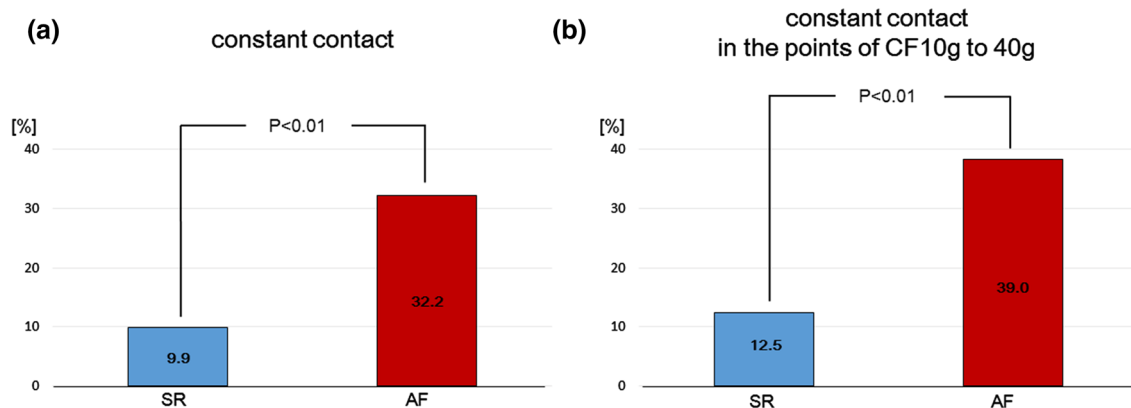 (a)
constant contact
[%]
P<0.01
40
30
20
10
0
9.9
32.2
SR
AF
(b)
constant contact
in the points of CF10g to 40g
[%]
P<0.01
40
30
20
10
0
12.5
39.0
SR
AF